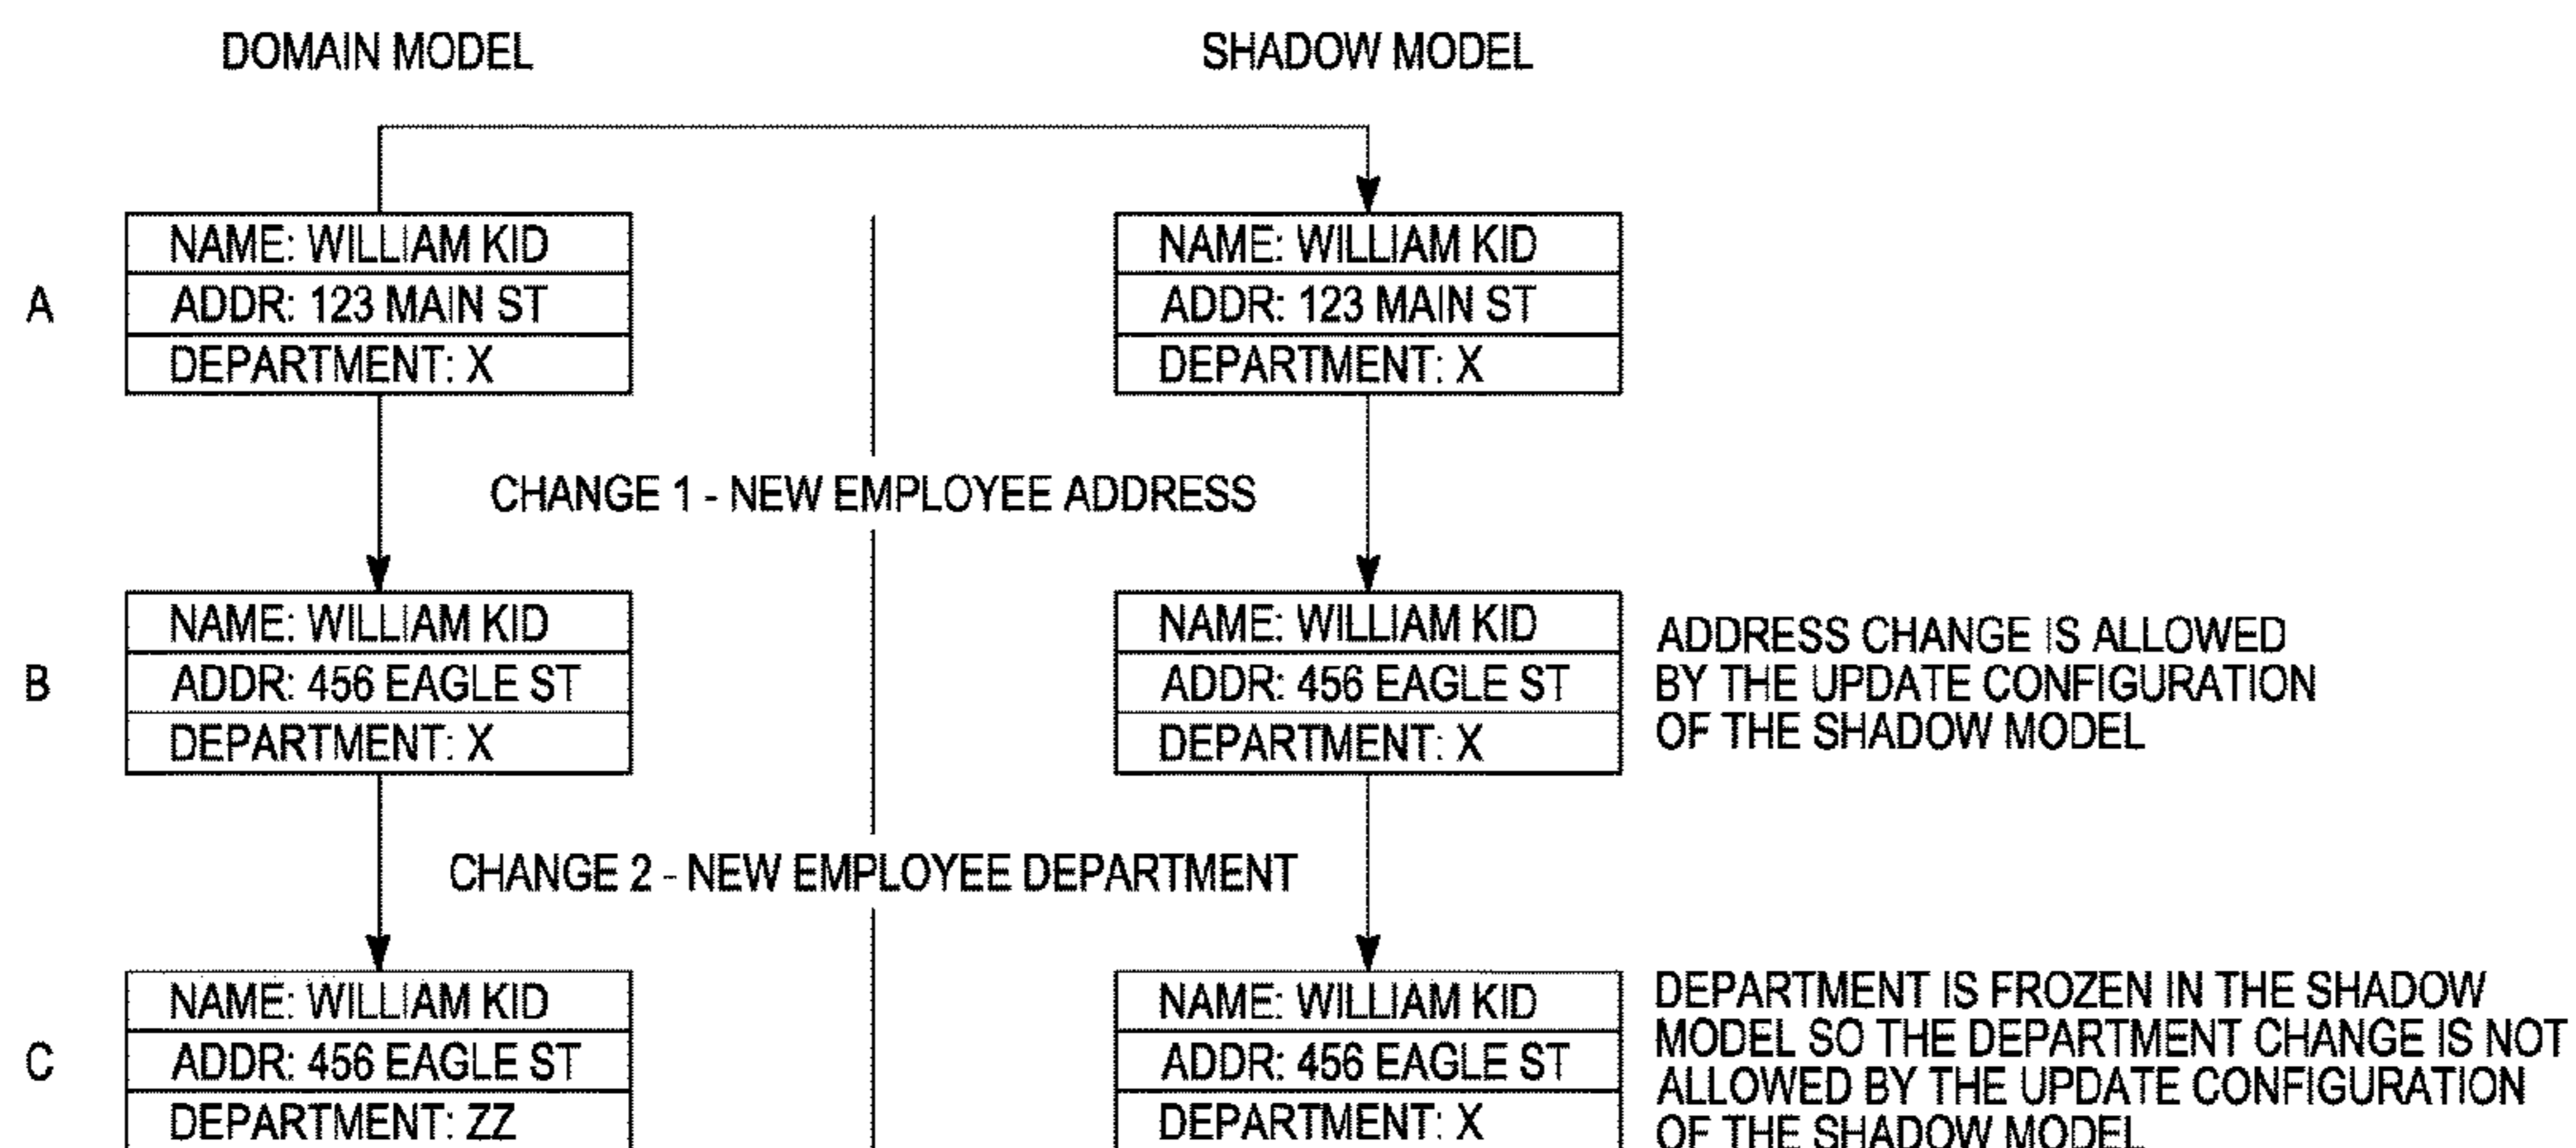 DOMAIN MODEL
SHADOW MODEL
A
NAME: WILLIAM KID
ADDR: 123 MAIN ST
DEPARTMENT: X
NAME: WILLIAM KID
ADDR: 123 MAIN ST
DEPARTMENT: X
CHANGE 1 - NEW EMPLOYEE ADDRESS
B
NAME: WILLIAM KID
ADDR: 456 EAGLE ST
DEPARTMENT: X
NAME: WILLIAM KID
ADDR: 456 EAGLE ST
DEPARTMENT: X
ADDRESS CHANGE IS ALLOWED
BY THE UPDATE CONFIGURATION
OF THE SHADOW MODEL
CHANGE 2 - NEW EMPLOYEE DEPARTMENT
C
NAME: WILLIAM KID
ADDR: 456 EAGLE ST
DEPARTMENT: ZZ
NAME: WILLIAM KID
ADDR: 456 EAGLE ST
DEPARTMENT: X
DEPARTMENT IS FROZEN IN THE SHADOW
MODEL SO THE DEPARTMENT CHANGE IS NOT
ALLOWED BY THE UPDATE CONFIGURATION
OF THE SHADOW MODEL